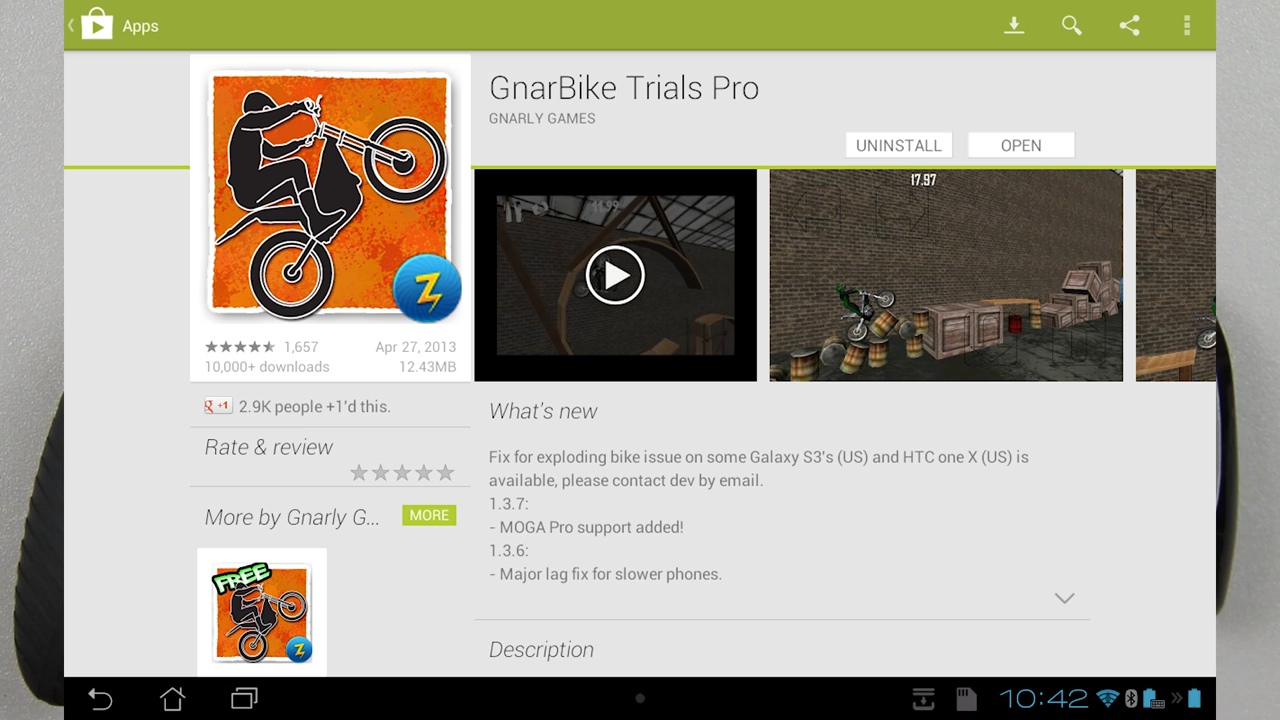 Apps
GnarBike Trials Pro
GNARLY GAMES
UNINSTALL
OPEN
11.99
17.97
1,657
Apr 27, 2013
10,000+ downloads
12.43MB
g +1
2.9K people +1'd this.
Rate & review
More by Gnarly G...
MORE
FREE
What's new
Fix for exploding bike issue on some Galaxy S3's (US) and HTC one X (US) is
available, please contact dev by email.
1.3.7:
- MOGA Pro support added!
1.3.6:
- Major lag fix for slower phones.
Description
10:42